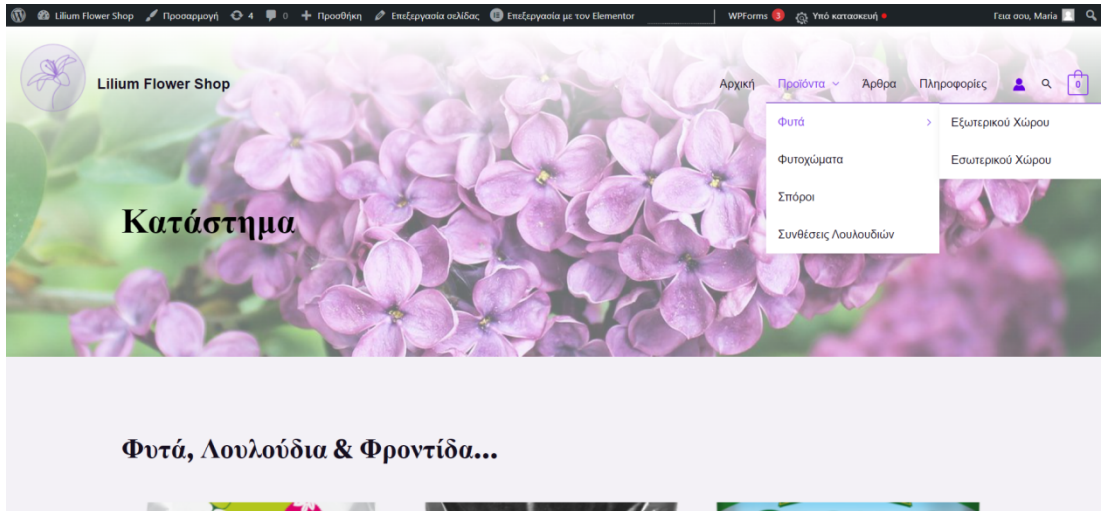 Lilium Flower Shop Προσαρμογή 4 0 Προσθήκη Επεξεργασία σελίδας Επεξεργασία με τον Elementor WPForms 3 Υπό κατασκευή Γεια σου, Maria
Lilium Flower Shop
Αρχική Προϊόντα Άρθρα Πληροφορίες 0
Φυτά
Φυτοχώματα
Σπόροι
Συνθέσεις Λουλουδιών
Εξωτερικού Χώρου
Εσωτερικού Χώρου
Κατάστημα
Φυτά, Λουλούδια & Φροντίδα...